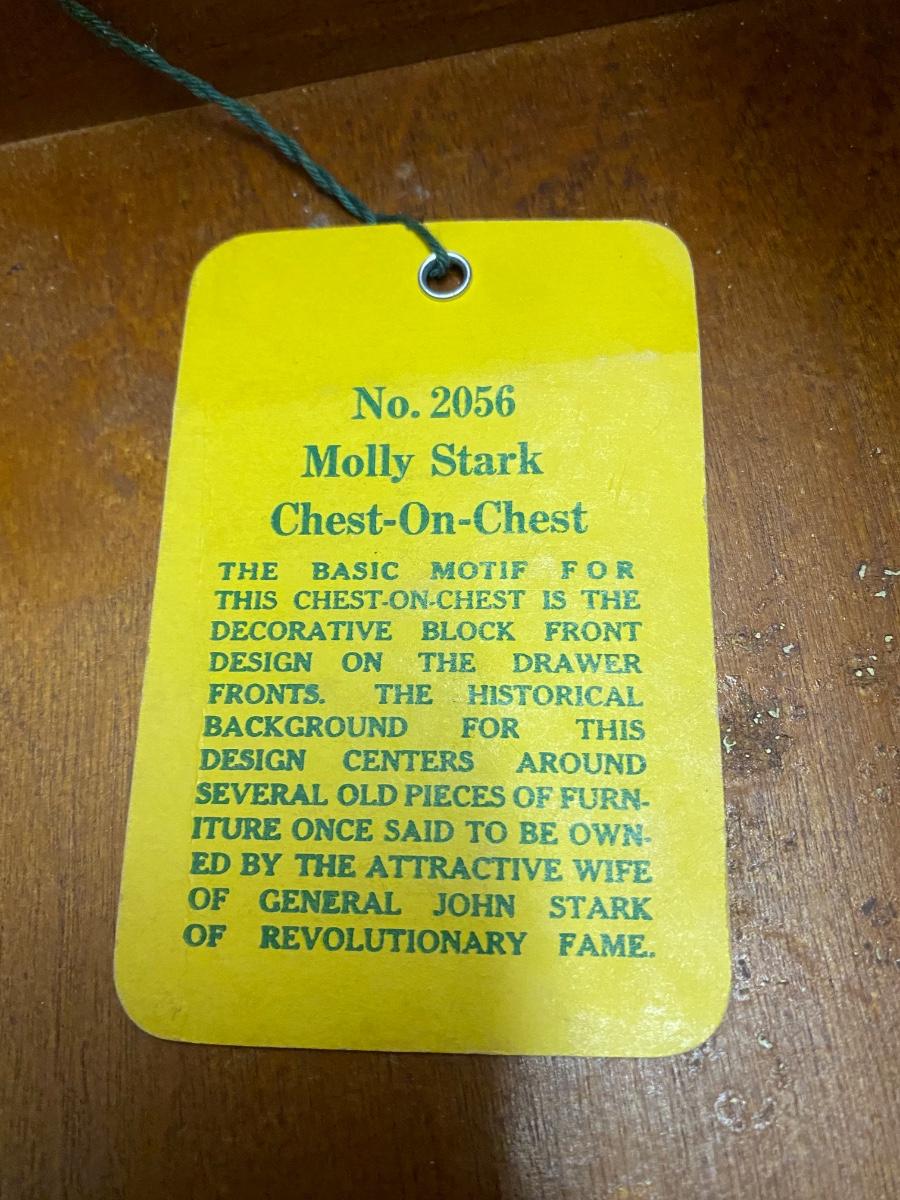 No. 2056
Molly Stark
Chest-On-Chest
THE BASIC MOTIF FOR
THIS CHEST-ON-CHEST IS THE
DECORATIVE BLOCK FRONT
DESIGN ON THE DRAWER
FRONTS. THE HISTORICAL
BACKGROUND FOR THIS
DESIGN CENTERS AROUND
SEVERAL OLD PIECES OF FURN-
ITURE ONCE SAID TO BE OWN-
ED BY THE ATTRACTIVE WIFE
OF GENERAL JOHN STARK
OF REVOLUTIONARY FAME.